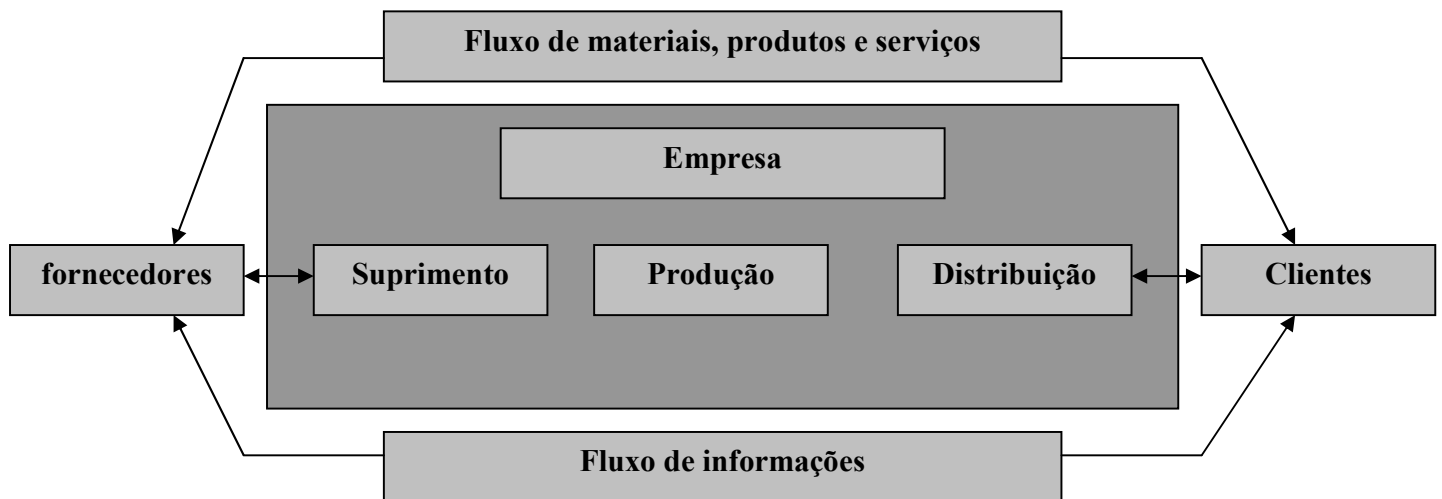 Fluxo de materiais, produtos e serviços
Empresa
fornecedores
Suprimento
Produção
Distribuição
Clientes
Fluxo de informações